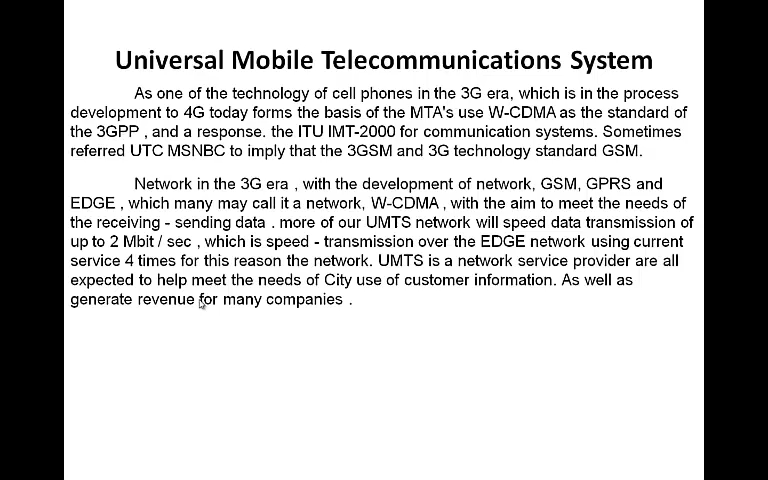 Universal Mobile Telecommunications System
As one of the technology of cell phones in the 3G era, which is in the process
development to 4G today forms the basis of the MTA's use W-CDMA as the standard of
the 3GPP , and a response. the ITU IMT-2000 for communication systems. Sometimes
referred UTC MSNBC to imply that the 3GSM and 3G technology standard GSM.
Network in the 3G era , with the development of network, GSM, GPRS and
EDGE , which many may call it a network, W-CDMA , with the aim to meet the needs of
the receiving - sending data . more of our UMTS network will speed data transmission of
up to 2 Mbit / sec , which is speed - transmission over the EDGE network using current
service 4 times for this reason the network. UMTS is a network service provider are all
expected to help meet the needs of City use of customer information. As well as
generate revenue for many companies .